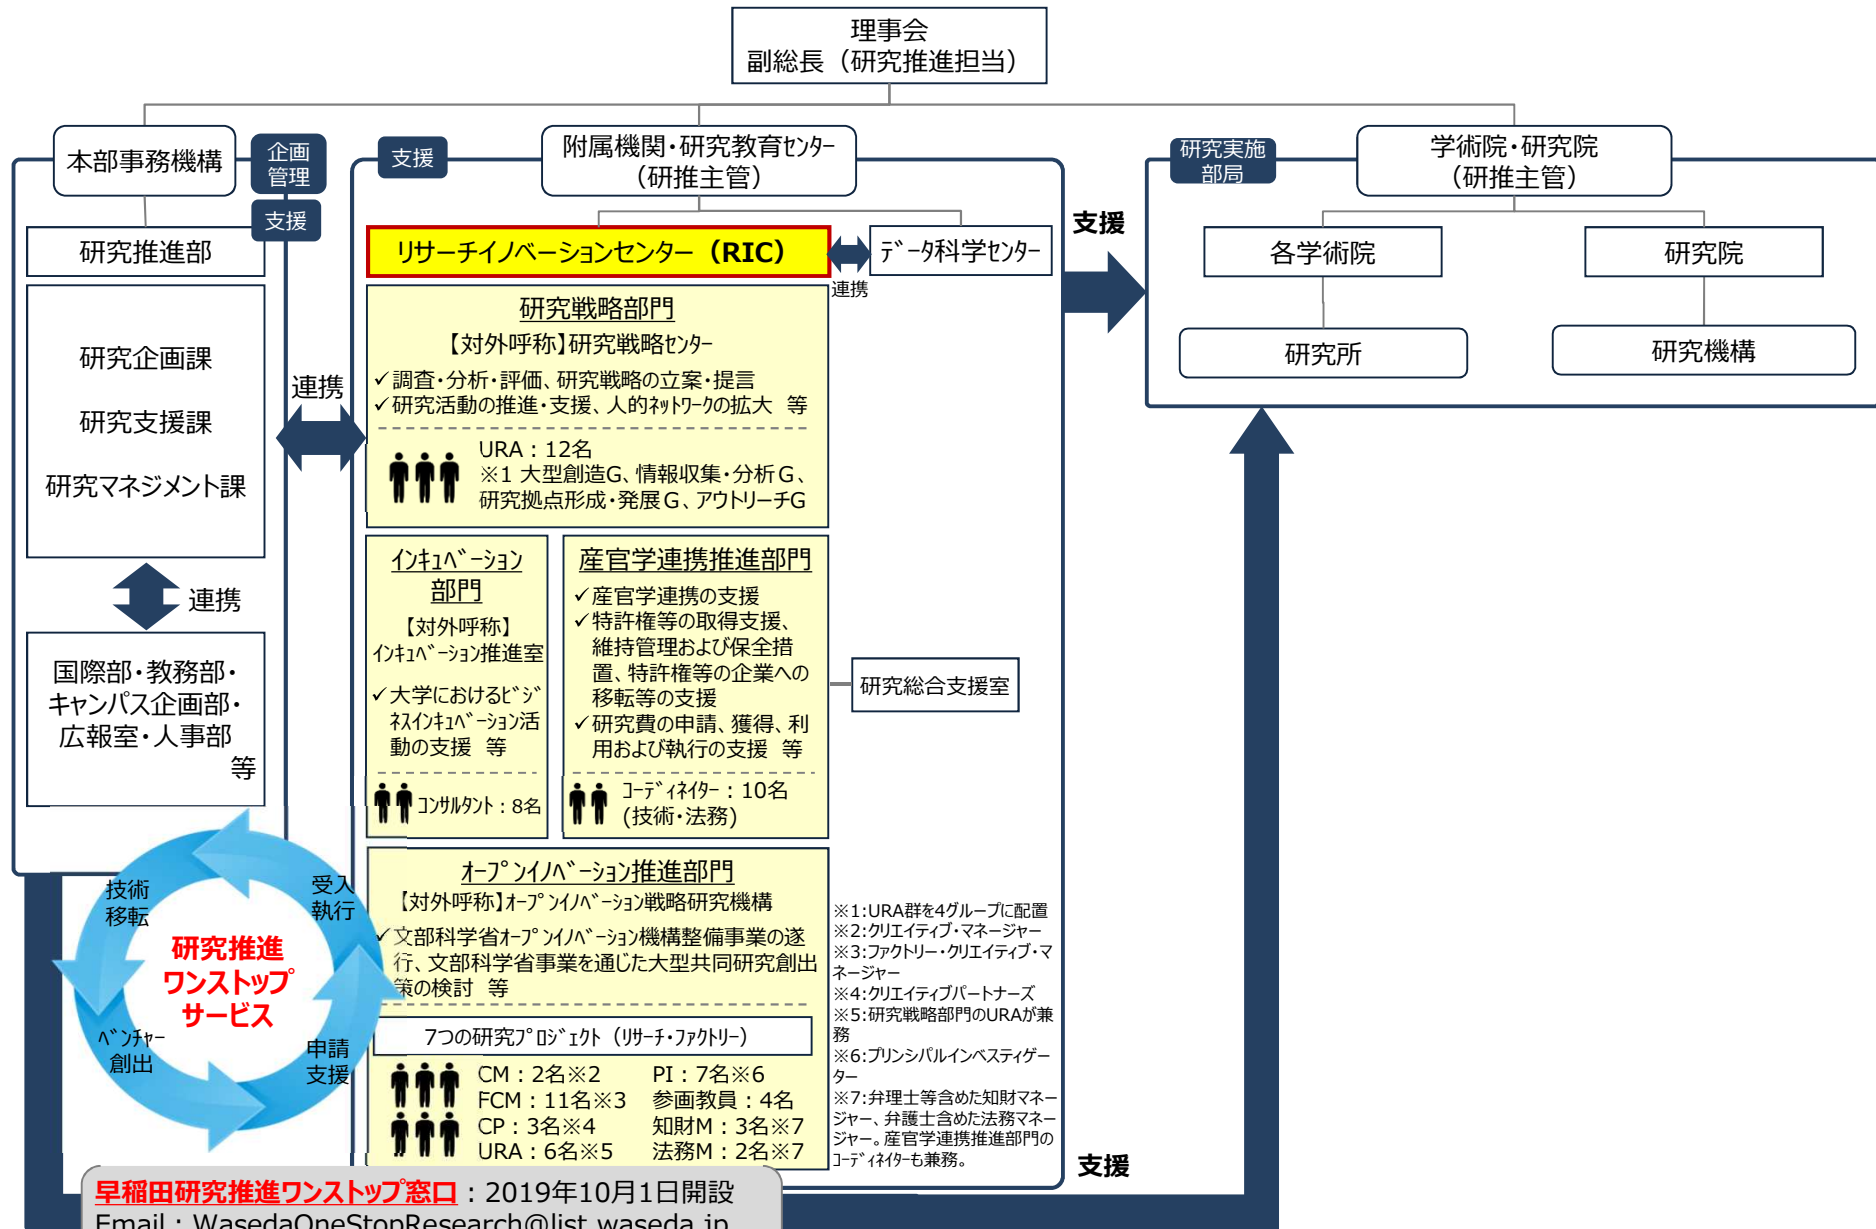 理事会
副総長（研究推進担当）
本部事務機構
企画
管理
支援
研究推進部
研究企画課
研究支援課
研究マネジメント課
連携
国際部・教務部・
キャンパス企画部・
広報室・人事部
等
連携
支援
附属機関・研究教育ｾﾝﾀｰ
（研推主管）
リサーチイノベーションセンター（RIC）
連携
ﾃﾞｰﾀ科学ｾﾝﾀｰ
研究戦略部門
【対外呼称】研究戦略ｾﾝﾀｰ
✓調査・分析・評価、研究戦略の立案・提言
✓研究活動の推進・支援、人的ﾈｯﾄﾜｰｸの拡大 等
URA：12名
※1 大型創造G、情報収集・分析Ｇ、
研究拠点形成・発展Ｇ、アウトリーチG
ｲﾝｷｭﾍﾞｰｼｮﾝ
部門
【対外呼称】
ｲﾝｷｭﾍﾞｰｼｮﾝ推進室
✓大学におけるﾋﾞｼﾞ
ﾈｽｲﾝｷｭﾍﾞｰｼｮﾝ活
動の支援 等
ｺﾝｻﾙﾀﾝﾄ：8名
産官学連携推進部門
✓産官学連携の支援
✓特許権等の取得支援、
維持管理および保全措
置、特許権等の企業への
移転等の支援
✓研究費の申請、獲得、利
用および執行の支援 等
ｺｰﾃﾞｨﾈｲﾀｰ：10名
(技術・法務)
研究総合支援室
ｵｰﾌﾟﾝｲﾉﾍﾞｰｼｮﾝ推進部門
【対外呼称】ｵｰﾌﾟﾝｲﾉﾍﾞｰｼｮﾝ戦略研究機構
✓文部科学省ｵｰﾌﾟﾝｲﾉﾍﾞｰｼｮﾝ機構整備事業の遂
行、文部科学省事業を通じた大型共同研究創出
策の検討 等
7つの研究ﾌﾟﾛｼﾞｪｸﾄ（ﾘｻｰﾁ・ﾌｧｸﾄﾘｰ）
CM：2名※2
FCM：11名※3
CP：3名※4
URA：6名※5
PI：7名※6
参画教員：4名
知財M：3名※7
法務M：2名※7
※1:URA群を4グループに配置
※2:クリエイティブ・マネージャー
※3:ファクトリー・クリエイティブ・マ
ネージャー
※4:クリエイティブパートナーズ
※5:研究戦略部門のURAが兼
務
※6:プリンシパルインベスティゲー
ター
※7:弁理士等含めた知財マネー
ジャー、弁護士含めた法務マネー
ジャー。産官学連携推進部門の
ｺｰﾃﾞｨﾈｲﾀｰも兼務。
支援
研究実施
部局
学術院・研究院
（研推主管）
各学術院
研究院
研究所
研究機構
支援
技術
移転
受入
執行
研究推進
ワンストップ
サービス
ﾍﾞﾝﾁｬｰ
創出
申請
支援
早稲田研究推進ワンストップ窓口：2019年10月1日開設
Email：WasedaOneStopResearch@list.waseda.jp